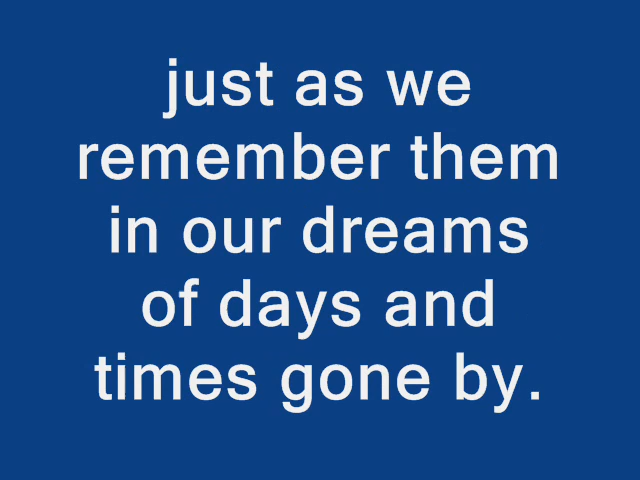 just as we
remember them
in our dreams
of days and
times gone by.